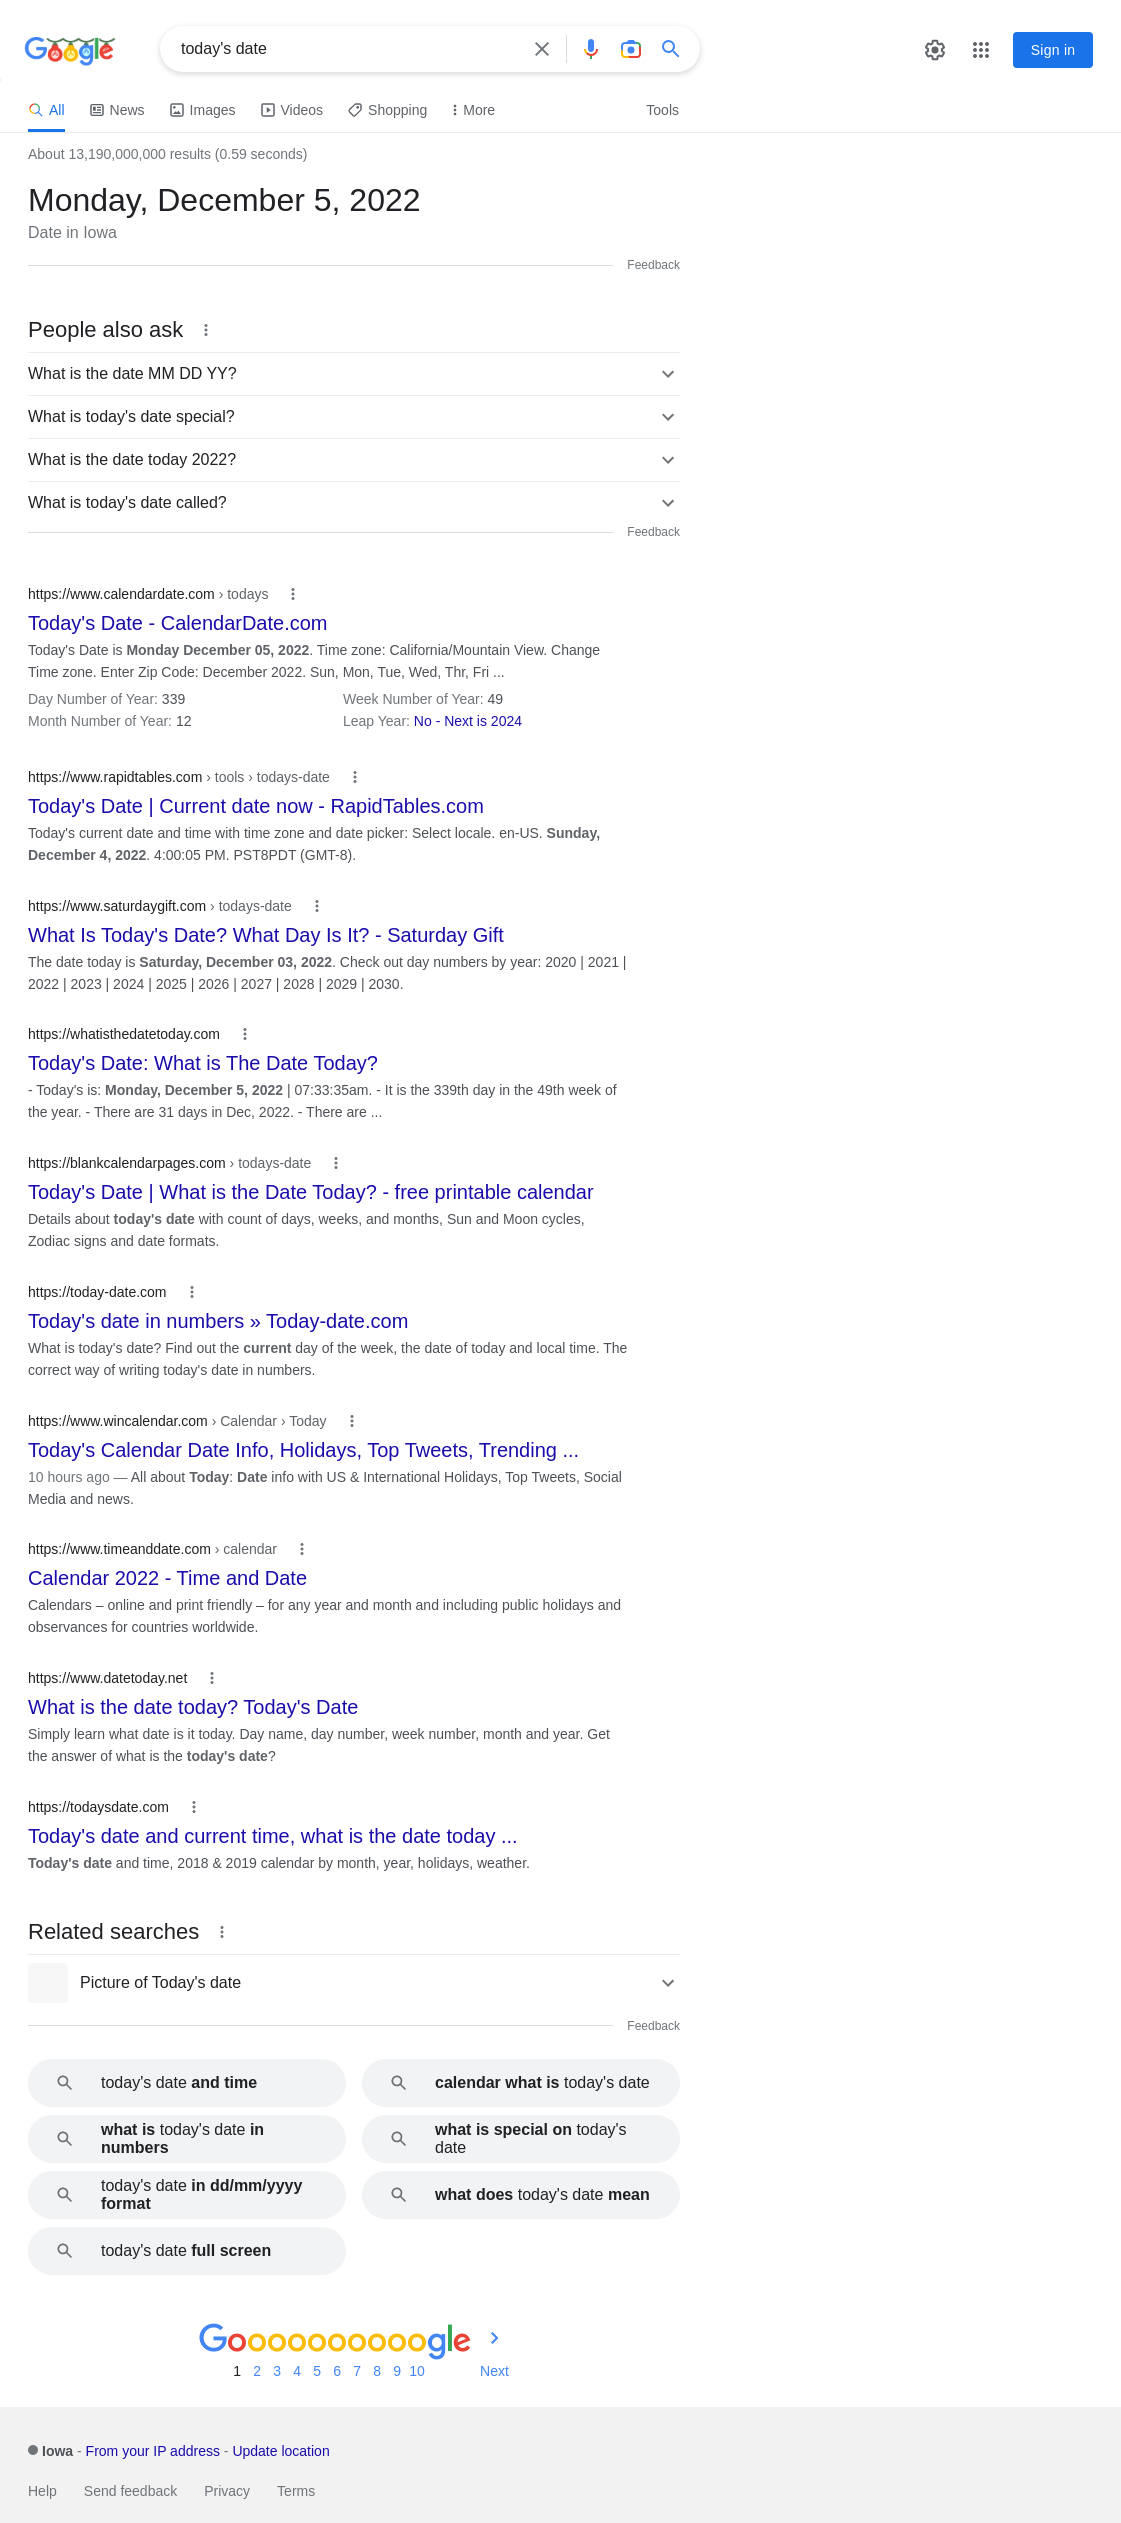 Google
today's date
Sign in
All
News
Images
Videos
Shopping
More
Tools
About 13,190,000,000 results (0.59 seconds)
Monday, December 5, 2022
Date in Iowa
Feedback
People also ask
What is the date MM DD YY?
What is today's date special?
What is the date today 2022?
What is today's date called?
Feedback
https://www.calendardate.com › todays
Today's Date - CalendarDate.com
Today's Date is Monday December 05, 2022. Time zone: California/Mountain View. Change
Time zone. Enter Zip Code: December 2022. Sun, Mon, Tue, Wed, Thr, Fri ...
Day Number of Year: 339
Week Number of Year: 49
Month Number of Year: 12
Leap Year: No - Next is 2024
https://www.rapidtables.com › tools › todays-date
Today's Date | Current date now - RapidTables.com
Today's current date and time with time zone and date picker: Select locale. en-US. Sunday,
December 4, 2022. 4:00:05 PM. PST8PDT (GMT-8).
https://www.saturdaygift.com › todays-date
What Is Today's Date? What Day Is It? - Saturday Gift
The date today is Saturday, December 03, 2022. Check out day numbers by year: 2020 | 2021 |
2022 | 2023 | 2024 | 2025 | 2026 | 2027 | 2028 | 2029 | 2030.
https://whatisthedatetoday.com
Today's Date: What is The Date Today?
- Today's is: Monday, December 5, 2022 | 07:33:35am. - It is the 339th day in the 49th week of
the year. - There are 31 days in Dec, 2022. - There are ...
https://blankcalendarpages.com › todays-date
Today's Date | What is the Date Today? - free printable calendar
Details about today's date with count of days, weeks, and months, Sun and Moon cycles,
Zodiac signs and date formats.
https://today-date.com
Today's date in numbers » Today-date.com
What is today's date? Find out the current day of the week, the date of today and local time. The
correct way of writing today's date in numbers.
https://www.wincalendar.com › Calendar › Today
Today's Calendar Date Info, Holidays, Top Tweets, Trending ...
10 hours ago — All about Today: Date info with US & International Holidays, Top Tweets, Social
Media and news.
https://www.timeanddate.com › calendar
Calendar 2022 - Time and Date
Calendars – online and print friendly – for any year and month and including public holidays and
observances for countries worldwide.
https://www.datetoday.net
What is the date today? Today's Date
Simply learn what date is it today. Day name, day number, week number, month and year. Get
the answer of what is the today's date?
https://todaysdate.com
Today's date and current time, what is the date today ...
Today's date and time, 2018 & 2019 calendar by month, year, holidays, weather.
Related searches
Picture of Today's date
Feedback
today's date and time
calendar what is today's date
what is today's date in
numbers
what is special on today's
date
today's date in dd/mm/yyyy
format
what does today's date mean
today's date full screen
Goooooooooogle
1 2 3 4 5 6 7 8 9 10 Next
Iowa - From your IP address - Update location
Help Send feedback Privacy Terms